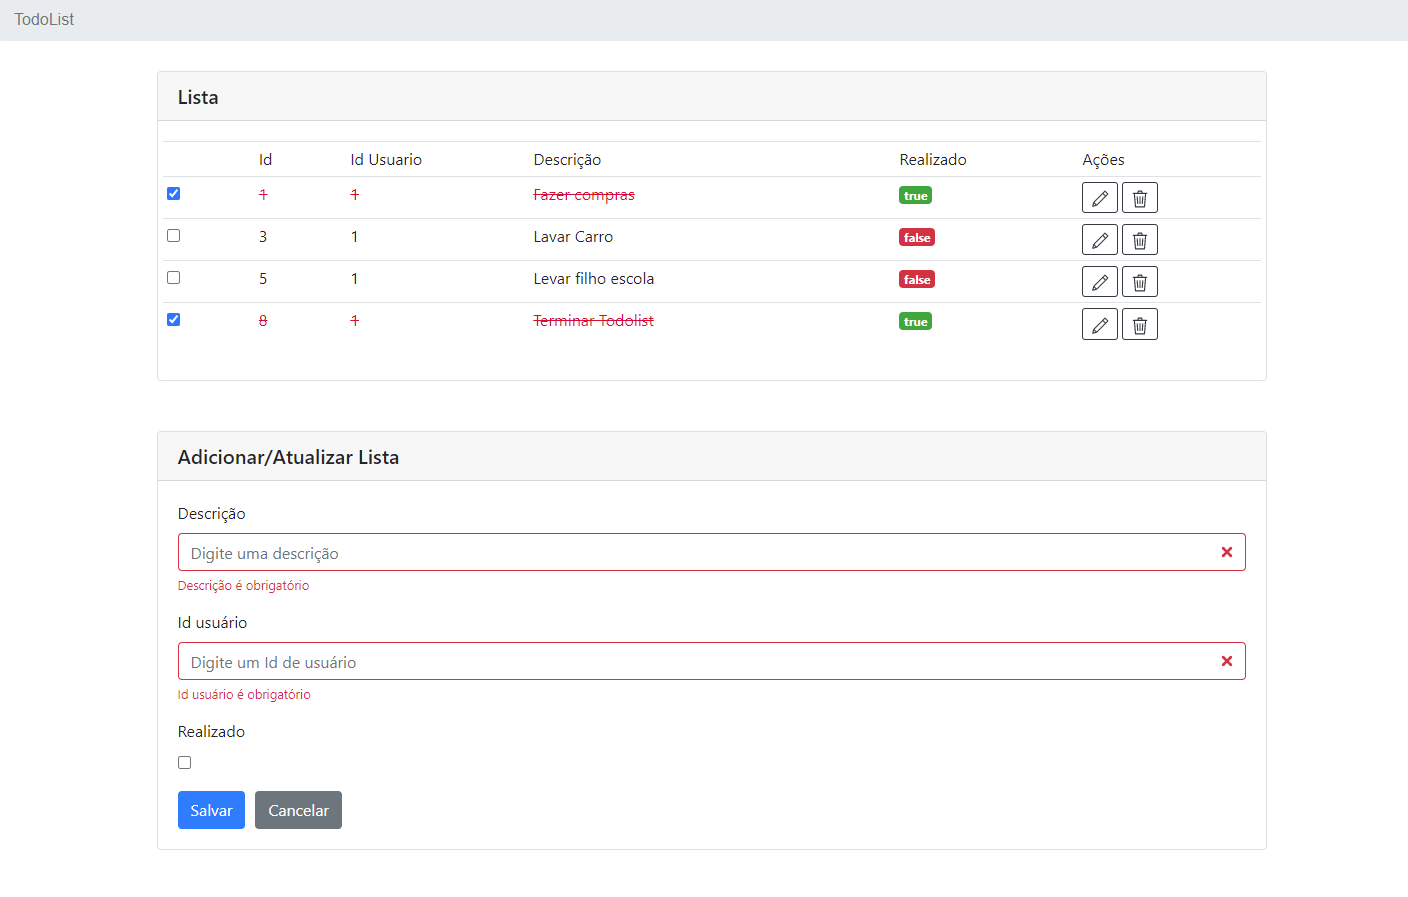 TodoList
Lista
Id Id Usuario Descrição Realizado Ações
1 1 Fazer compras true
3 1 Lavar Carro false
5 1 Levar filho escola false
8 1 Terminar Todolist true
Adicionar/Atualizar Lista
Descrição
Digite uma descrição
Descrição é obrigatório
Id usuário
Digite um Id de usuário
Id usuário é obrigatório
Realizado
Salvar Cancelar